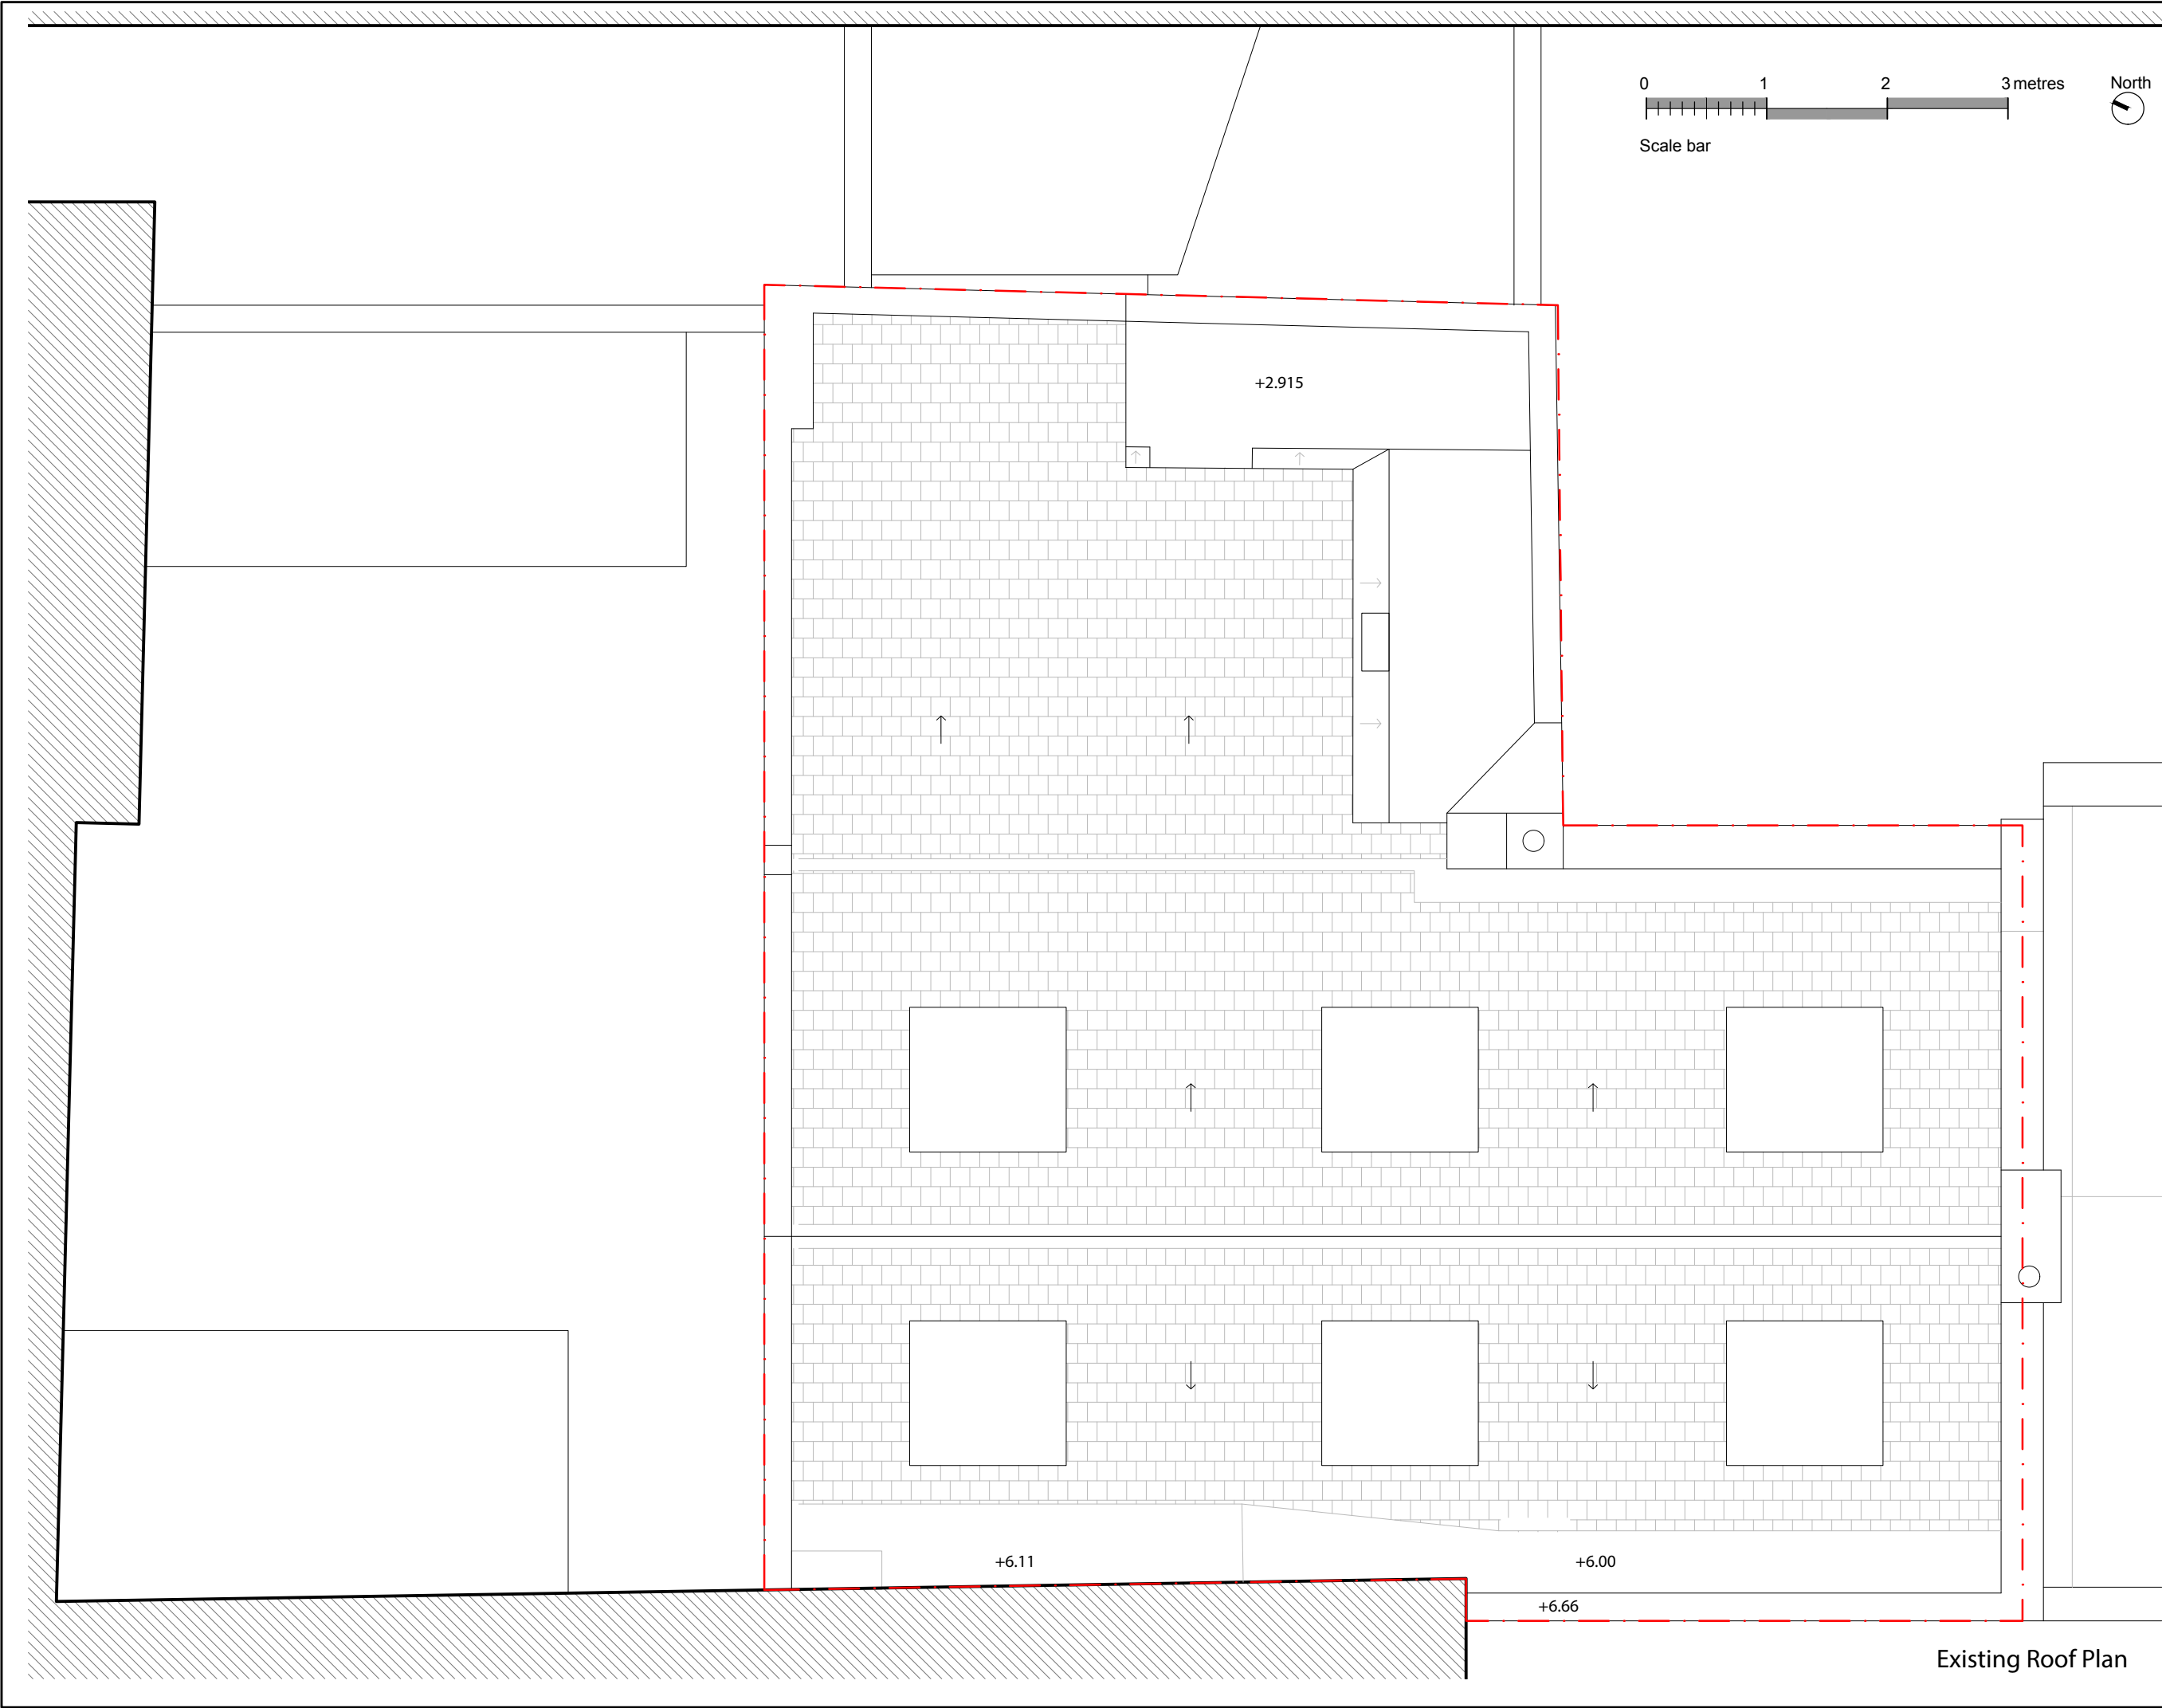 0 1 2 3 metres
North
Scale bar
+2.915
+6.11
+6.00
+6.66
Existing Roof Plan